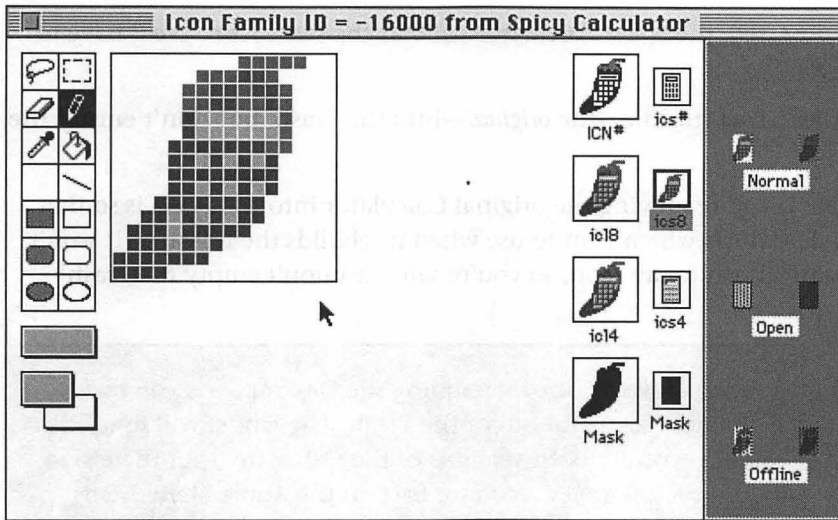 Icon Family ID = -16000 from Spicy Calculator
ICN#
ics#
icl8
ics8
icl4
ics4
Mask
Mask
Normal
Open
Offline